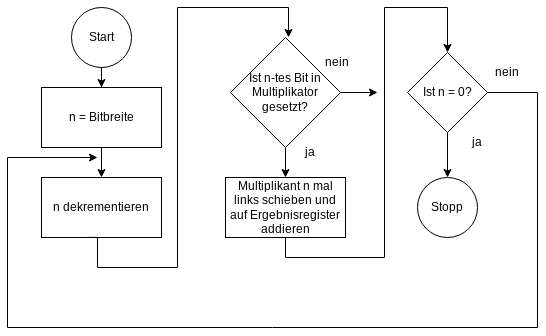 Start
n = Bitbreite
n dekrementieren
Ist n-tes Bit in
Multiplikator
gesetzt?
nein
ja
Multiplikant n mal
links schieben und
auf Ergebnisregister
addieren
Ist n = 0?
nein
ja
Stopp